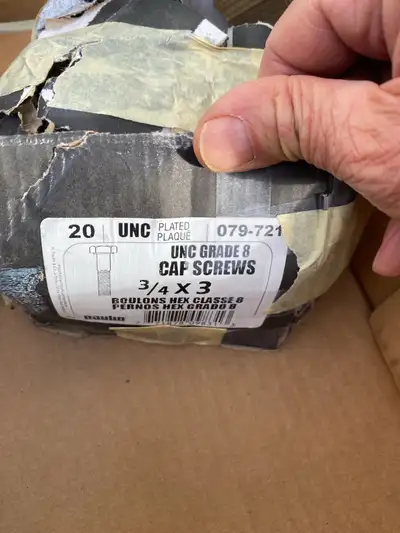 20 UNC PLATED 079-721
PLAQUÉ
UNC GRADE 8
CAP SCREWS
3/4 X 3
BOULONS HEX CLASSE 8
PERNOS HEX GRADO 8
paulin